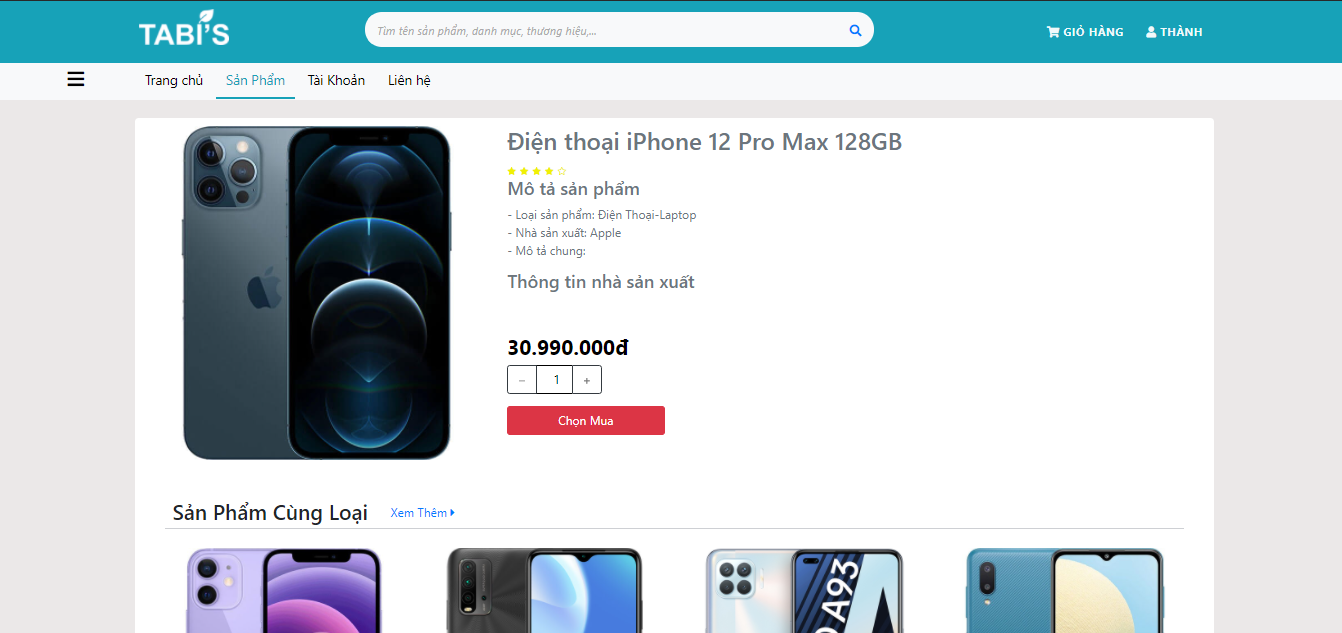 TABI'S
Tìm tên sản phẩm, danh mục, thương hiệu,...
GIỎ HÀNG
THÀNH
Trang chủ
Sản Phẩm
Tài Khoản
Liên hệ
Điện thoại iPhone 12 Pro Max 128GB
Mô tả sản phẩm
- Loại sản phẩm: Điện Thoại-Laptop
- Nhà sản xuất: Apple
- Mô tả chung:
Thông tin nhà sản xuất
30.990.000đ
− 1 +
Chọn Mua
Sản Phẩm Cùng Loại
Xem Thêm
A93